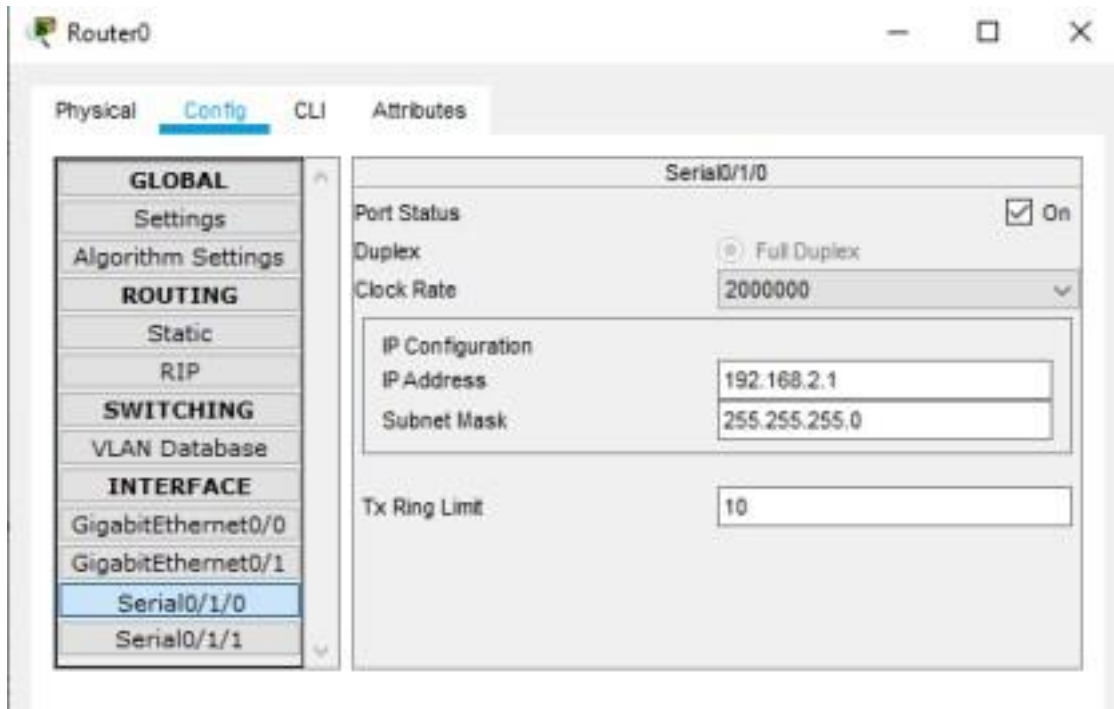 Router0
Physical Config CLI Attributes
GLOBAL
Settings
Algorithm Settings
ROUTING
Static
RIP
SWITCHING
VLAN Database
INTERFACE
GigabitEthernet0/0
GigabitEthernet0/1
Serial0/1/0
Serial0/1/1
Serial0/1/0
Port Status On
Duplex Full Duplex
Clock Rate 2000000
IP Configuration
IP Address 192.168.2.1
Subnet Mask 255.255.255.0
Tx Ring Limit 10